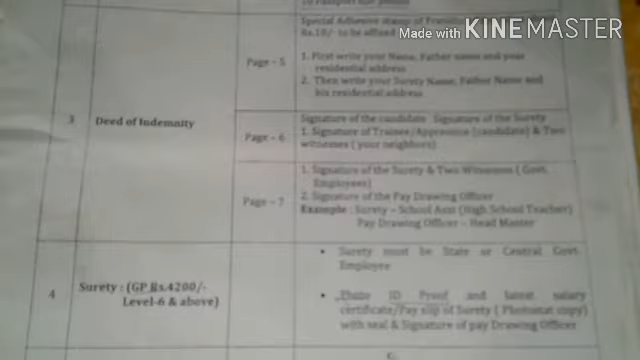 to Passport size photos
Made with KINEMASTER
Special Adhesive stamp of
Rs.10/- to be affixed
Page - 5
1. First write your Name, Father name and your
residential address
2. Then write your Surety Name, Father Name and
his residential address
3
Deed of Indemnity
Page - 6
Signature of the candidate Signature of the Surety
1. Signature of Trainee/Apprentice (candidate) & Two
witnesses ( your neighbors)
Page - 7
1. Signature of the Surety & Two Witnesses ( Govt.
Employees)
2. Signature of the Pay Drawing Officer
Example : Surety - School Asst (High School Teacher)
Pay Drawing Officer - Head Master
4
Surety : (GP Rs.4200/-
Level-6 & above)
• Surety must be State or Central Govt.
Employee
• Photo ID Proof and latest salary
certificate/Pay slip of Surety ( Photostat copy)
with seal & Signature of pay Drawing Officer